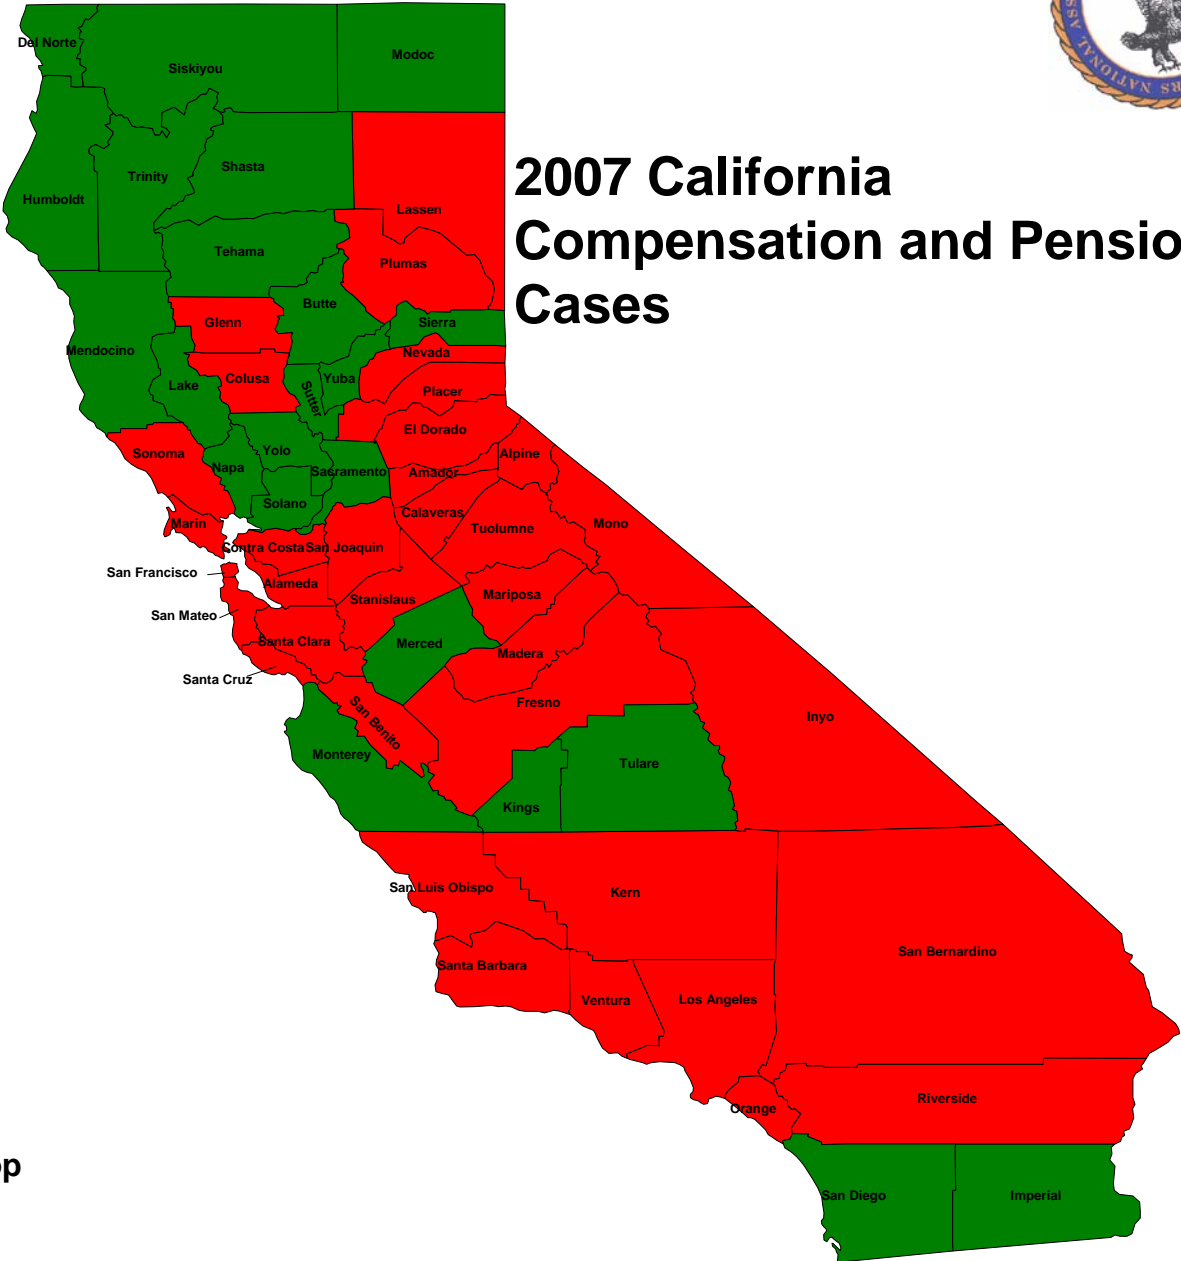 RS NATIONAL ASS
2007 California
Compensation and Pensio
Cases
Del Norte
Siskiyou
Modoc
Humboldt
Trinity
Shasta
Lassen
Tehama
Plumas
Butte
Glenn
Sierra
Mendocino
Nevada
Lake
Colusa
Sutter
Yuba
Placer
El Dorado
Sonoma
Yolo
Alpine
Napa
Sacramento
Amador
Solano
Calaveras
Marin
Tuolumne
Mono
Contra Costa
San Joaquin
San Francisco
Alameda
Mariposa
Stanislaus
San Mateo
Santa Clara
Merced
Madera
Santa Cruz
Fresno
San Benito
Inyo
Monterey
Tulare
Kings
San Luis Obispo
Kern
San Bernardino
Santa Barbara
Ventura
Los Angeles
Riverside
Orange
op
San Diego
Imperial